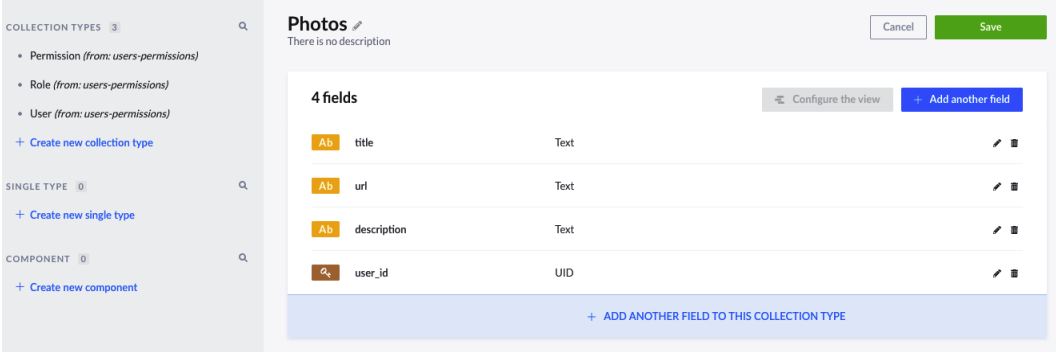 COLLECTION TYPES 3
Permission (from: users-permissions)
Role (from: users-permissions)
User (from: users-permissions)
+ Create new collection type
SINGLE TYPE 0
+ Create new single type
COMPONENT 0
+ Create new component
Photos
There is no description
Cancel
Save
4 fields
Configure the view
+ Add another field
Ab title Text
Ab url Text
Ab description Text
user_id UID
+ ADD ANOTHER FIELD TO THIS COLLECTION TYPE